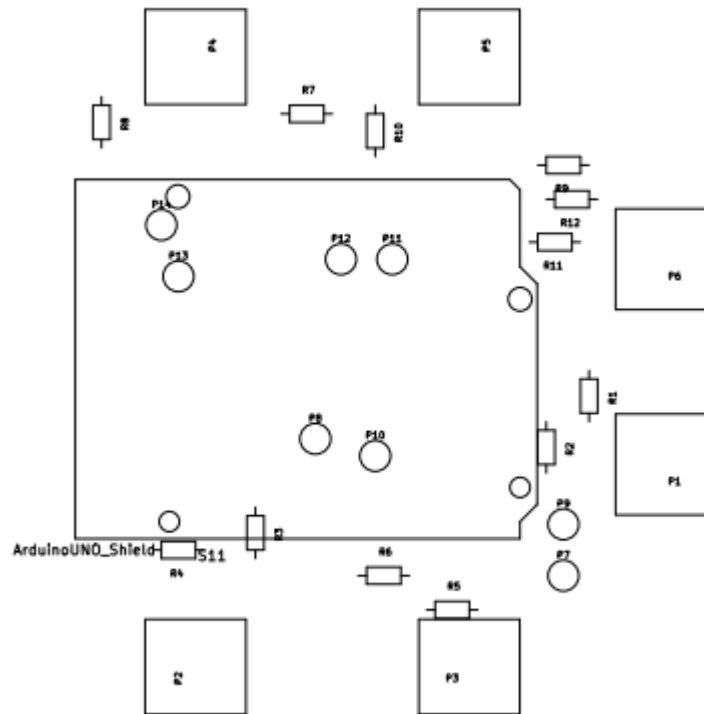 P4
P5
R7
R8
R10
R9
P14
R12
P12
P11
P13
R11
P6
R1
P8
P10
R2
P1
P9
R3
ArduinoUNO_Shield
S11
R6
P7
R4
R5
P2
P3